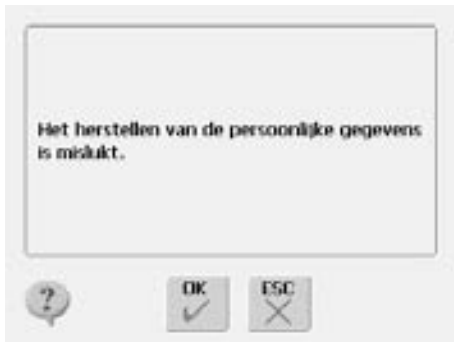 Het herstellen van de persoonlijke gegevens
is mislukt.
?
OK
ESC